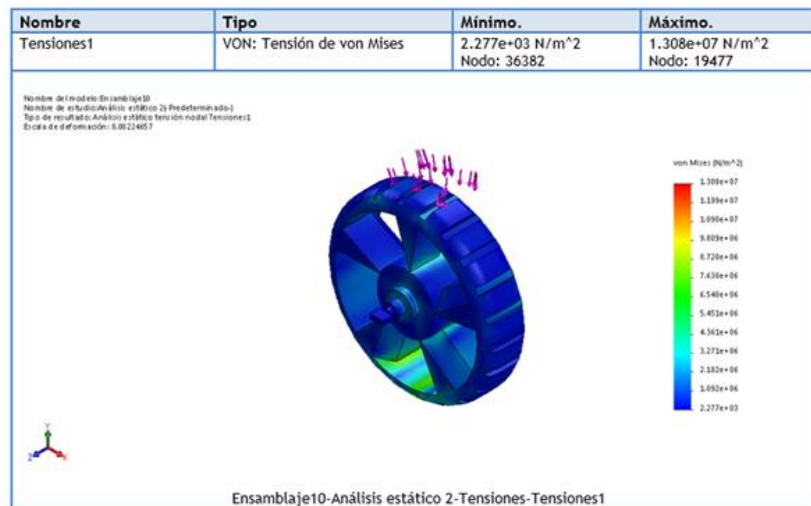 Nombre Tipo Mínimo. Máximo.
Tensiones1 VON: Tensión de von Mises 2.277e+03 N/m^2 1.308e+07 N/m^2
Nodo: 36382 Nodo: 19477
Nombre del modelo:Ensamblaje10
Nombre de estudio:Análisis estático 2(-Predeterminado-)
Tipo de resultado: Análisis estático tensión nodal Tensiones1
Escala de deformación:
von Mises (N/m^2)
1.308e+07
1.199e+07
1.090e+07
9.809e+06
8.720e+06
7.630e+06
6.540e+06
5.451e+06
4.361e+06
3.271e+06
2.182e+06
1.092e+06
2.277e+03
Y
Z X
Ensamblaje10-Análisis estático 2-Tensiones-Tensiones1